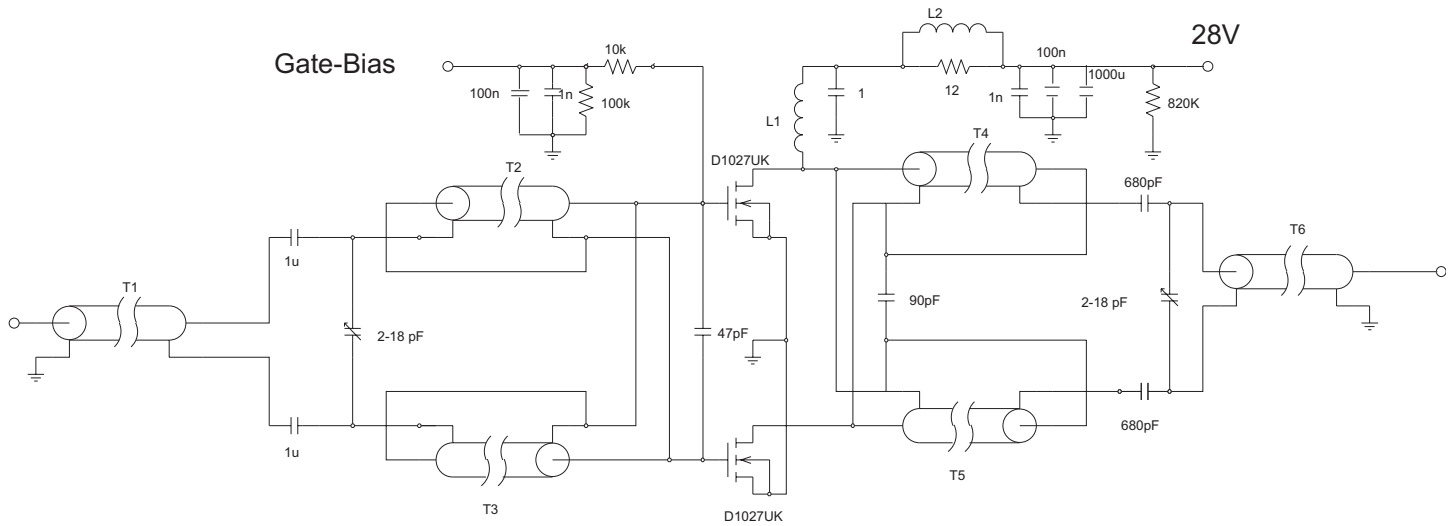 L2
28V
Gate-Bias
10k
100n
1000u
100n
1n
100k
1
12
1n
820K
L1
T4
D1027UK
T2
680pF
T6
1u
T1
90pF
2-18 pF
2-18 pF
47pF
680pF
1u
T5
T3
D1027UK